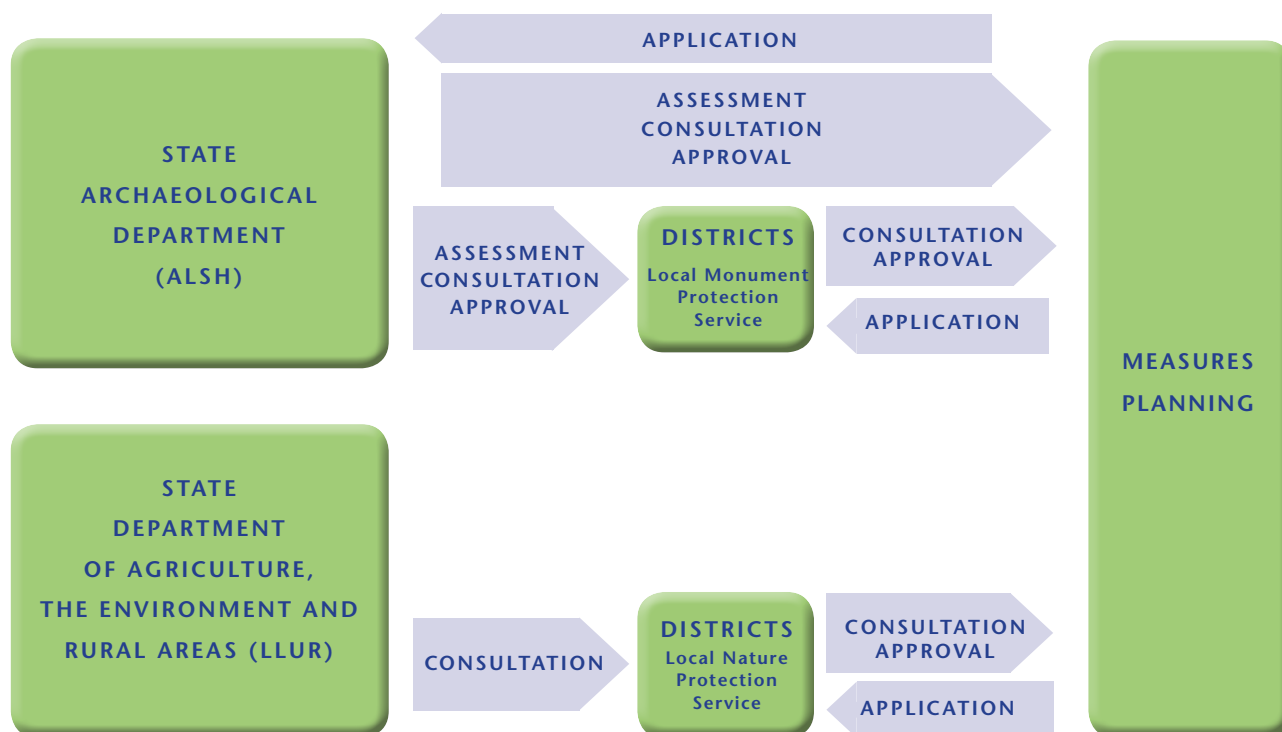 APPLICATION
ASSESSMENT
CONSULTATION
APPROVAL
STATE
ARCHAEOLOGICAL
DEPARTMENT
(ALSH)
ASSESSMENT
CONSULTATION
APPROVAL
DISTRICTS
Local Monument
Protection
Service
CONSULTATION
APPROVAL
APPLICATION
MEASURES
PLANNING
STATE
DEPARTMENT
OF AGRICULTURE,
THE ENVIRONMENT AND
RURAL AREAS (LLUR)
CONSULTATION
DISTRICTS
Local Nature
Protection
Service
CONSULTATION
APPROVAL
APPLICATION